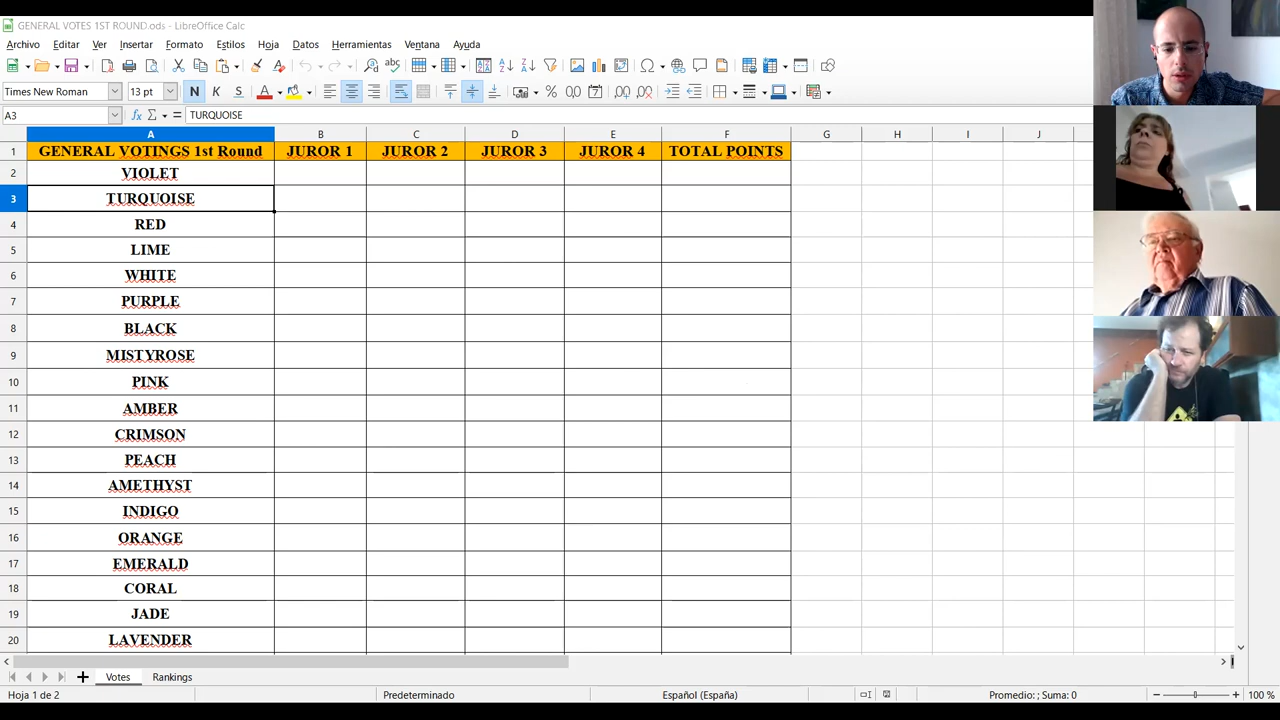 GENERAL VOTES 1ST ROUND.ods - LibreOffice Calc
Archivo Editar Ver Insertar Formato Estilos Hoja Datos Herramientas Ventana Ayuda
Times New Roman 13 pt N K S
A3 TURQUOISE
A B C D E F G H I J
1 GENERAL VOTINGS 1st Round JUROR 1 JUROR 2 JUROR 3 JUROR 4 TOTAL POINTS
2 VIOLET
3 TURQUOISE
4 RED
5 LIME
6 WHITE
7 PURPLE
8 BLACK
9 MISTYROSE
10 PINK
11 AMBER
12 CRIMSON
13 PEACH
14 AMETHYST
15 INDIGO
16 ORANGE
17 EMERALD
18 CORAL
19 JADE
20 LAVENDER
Votes Rankings
Hoja 1 de 2 Predeterminado Español (España) Promedio: ; Suma: 0 100 %